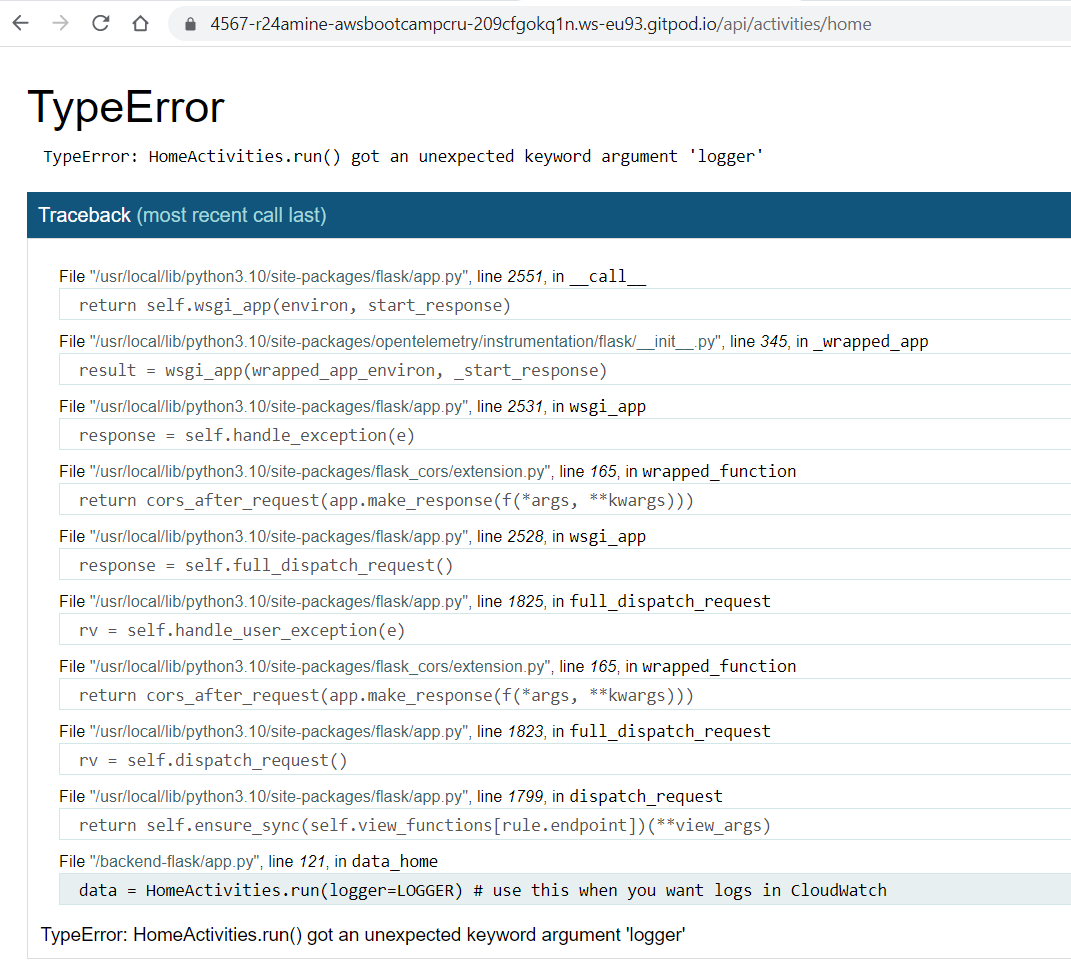 4567-r24amine-awsbootcampcru-209cfgokq1n.ws-eu93.gitpod.io/api/activities/home
TypeError
TypeError: HomeActivities.run() got an unexpected keyword argument 'logger'
Traceback (most recent call last)
File "/usr/local/lib/python3.10/site-packages/flask/app.py", line 2551, in __call__
return self.wsgi_app(environ, start_response)
File "/usr/local/lib/python3.10/site-packages/opentelemetry/instrumentation/flask/__init__.py", line 345, in _wrapped_app
result = wsgi_app(wrapped_app_environ, _start_response)
File "/usr/local/lib/python3.10/site-packages/flask/app.py", line 2531, in wsgi_app
response = self.handle_exception(e)
File "/usr/local/lib/python3.10/site-packages/flask_cors/extension.py", line 165, in wrapped_function
return cors_after_request(app.make_response(f(*args, **kwargs)))
File "/usr/local/lib/python3.10/site-packages/flask/app.py", line 2528, in wsgi_app
response = self.full_dispatch_request()
File "/usr/local/lib/python3.10/site-packages/flask/app.py", line 1825, in full_dispatch_request
rv = self.handle_user_exception(e)
File "/usr/local/lib/python3.10/site-packages/flask_cors/extension.py", line 165, in wrapped_function
return cors_after_request(app.make_response(f(*args, **kwargs)))
File "/usr/local/lib/python3.10/site-packages/flask/app.py", line 1823, in full_dispatch_request
rv = self.dispatch_request()
File "/usr/local/lib/python3.10/site-packages/flask/app.py", line 1799, in dispatch_request
return self.ensure_sync(self.view_functions[rule.endpoint])(**view_args)
File "/backend-flask/app.py", line 121, in data_home
data = HomeActivities.run(logger=LOGGER) # use this when you want logs in CloudWatch
TypeError: HomeActivities.run() got an unexpected keyword argument 'logger'